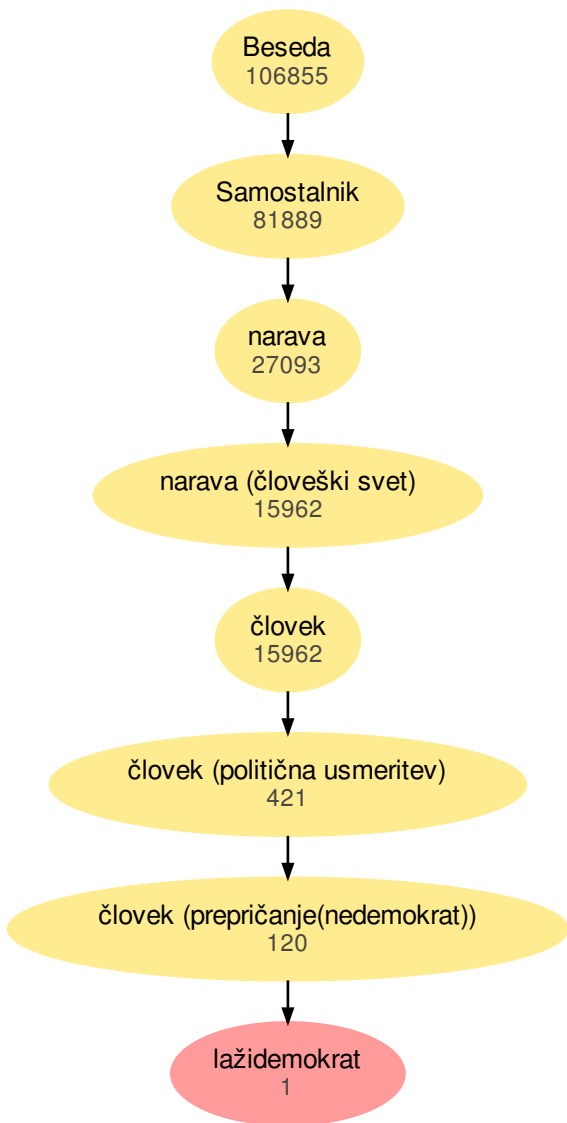 Beseda
106855
Samostalnik
81889
narava
27093
narava (človeški svet)
15962
človek
15962
človek (politična usmeritev)
421
človek (prepričanje(nedemokrat))
120
lažidemokrat
1